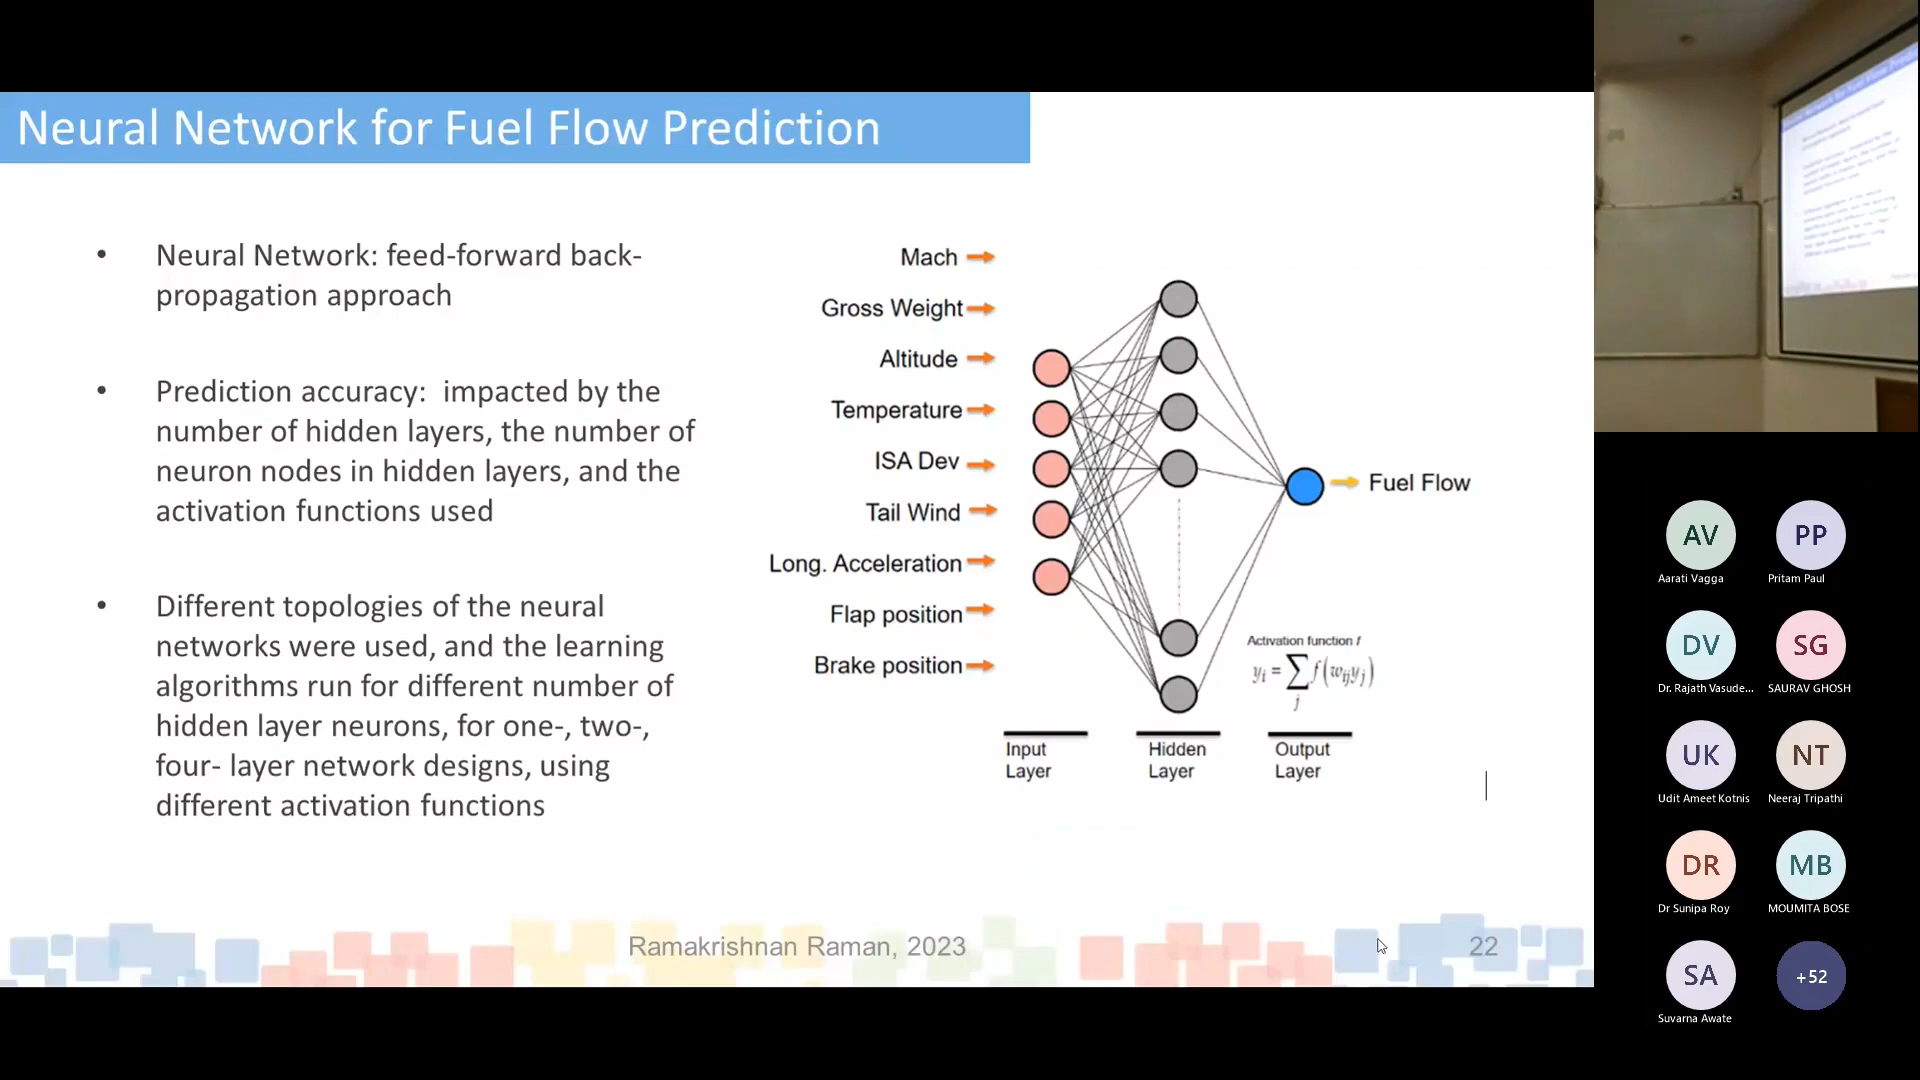 Neural Network for Fuel Flow Prediction
• Neural Network: feed-forward back-
propagation approach
• Prediction accuracy:  impacted by the
number of hidden layers, the number of
neuron nodes in hidden layers, and the
activation functions used
• Different topologies of the neural
networks were used, and the learning
algorithms run for different number of
hidden layer neurons, for one-, two-,
four- layer network designs, using
different activation functions
Mach
Gross Weight
Altitude
Temperature
ISA Dev
Tail Wind
Long. Acceleration
Flap position
Brake position
Fuel Flow
Activation function f
y_i = ∑_j f(w_ij y_j)
Input
Layer
Hidden
Layer
Output
Layer
Ramakrishnan Raman, 2023
22
AV
Aarati Vagga
PP
Pritam Paul
DV
Dr. Rajath Vasude...
SG
SAURAV GHOSH
UK
Udit Ameet Kotnis
NT
Neeraj Tripathi
DR
Dr Sunipa Roy
MB
MOUMITA BOSE
SA
Suvarna Awate
+52